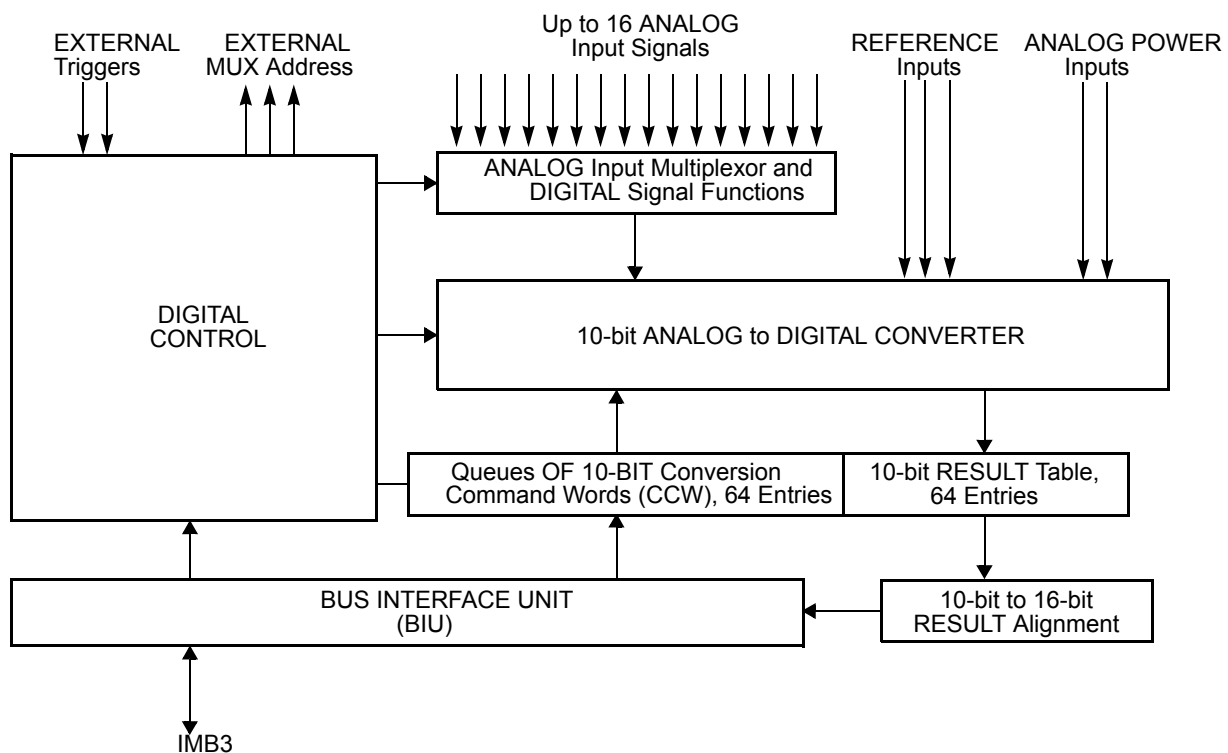 EXTERNAL
Triggers
EXTERNAL
MUX Address
Up to 16 ANALOG
Input Signals
REFERENCE
Inputs
ANALOG POWER
Inputs
ANALOG Input Multiplexor and
DIGITAL Signal Functions
DIGITAL
CONTROL
10-bit ANALOG to DIGITAL CONVERTER
Queues OF 10-BIT Conversion
Command Words (CCW), 64 Entries
10-bit RESULT Table,
64 Entries
BUS INTERFACE UNIT
(BIU)
10-bit to 16-bit
RESULT Alignment
IMB3